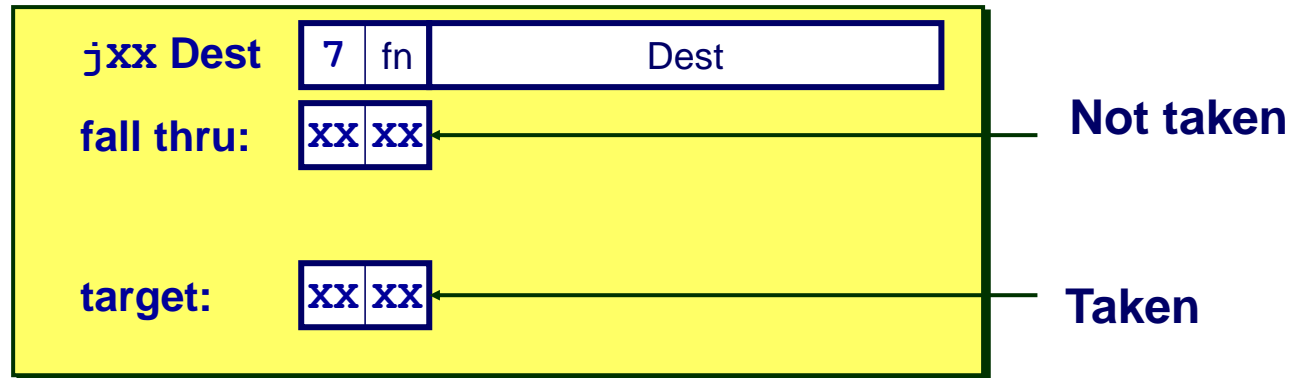 jXX Dest 7 fn Dest
fall thru: XX XX Not taken
target: XX XX Taken